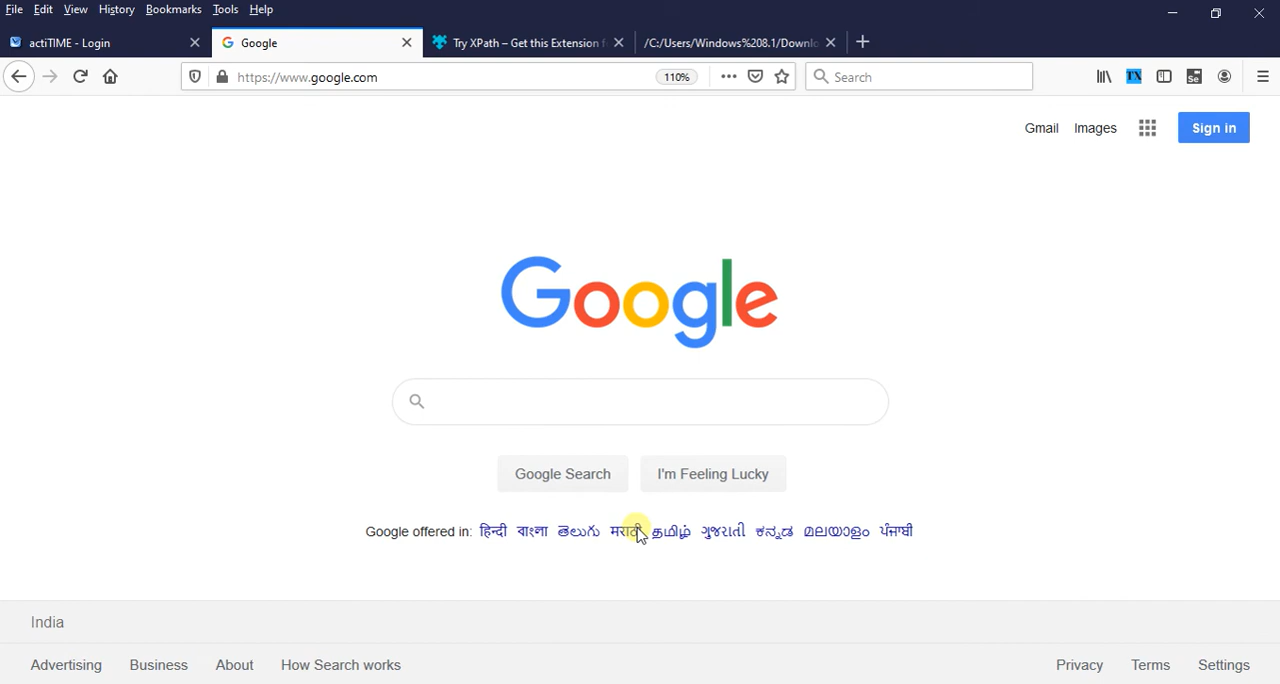 File Edit View History Bookmarks Tools Help
actiTIME - Login
Google
Try XPath – Get this Extension f
/C:/Users/Windows%208.1/Downlo
https://www.google.com
110%
Search
Gmail Images Sign in
Google
Google Search
I'm Feeling Lucky
Google offered in: हिन्दी বাংলা తెలుగు मराठी தமிழ் ગુજરાતી ಕನ್ನಡ മലയാളം ਪੰਜਾਬੀ
India
Advertising Business About How Search works
Privacy Terms Settings